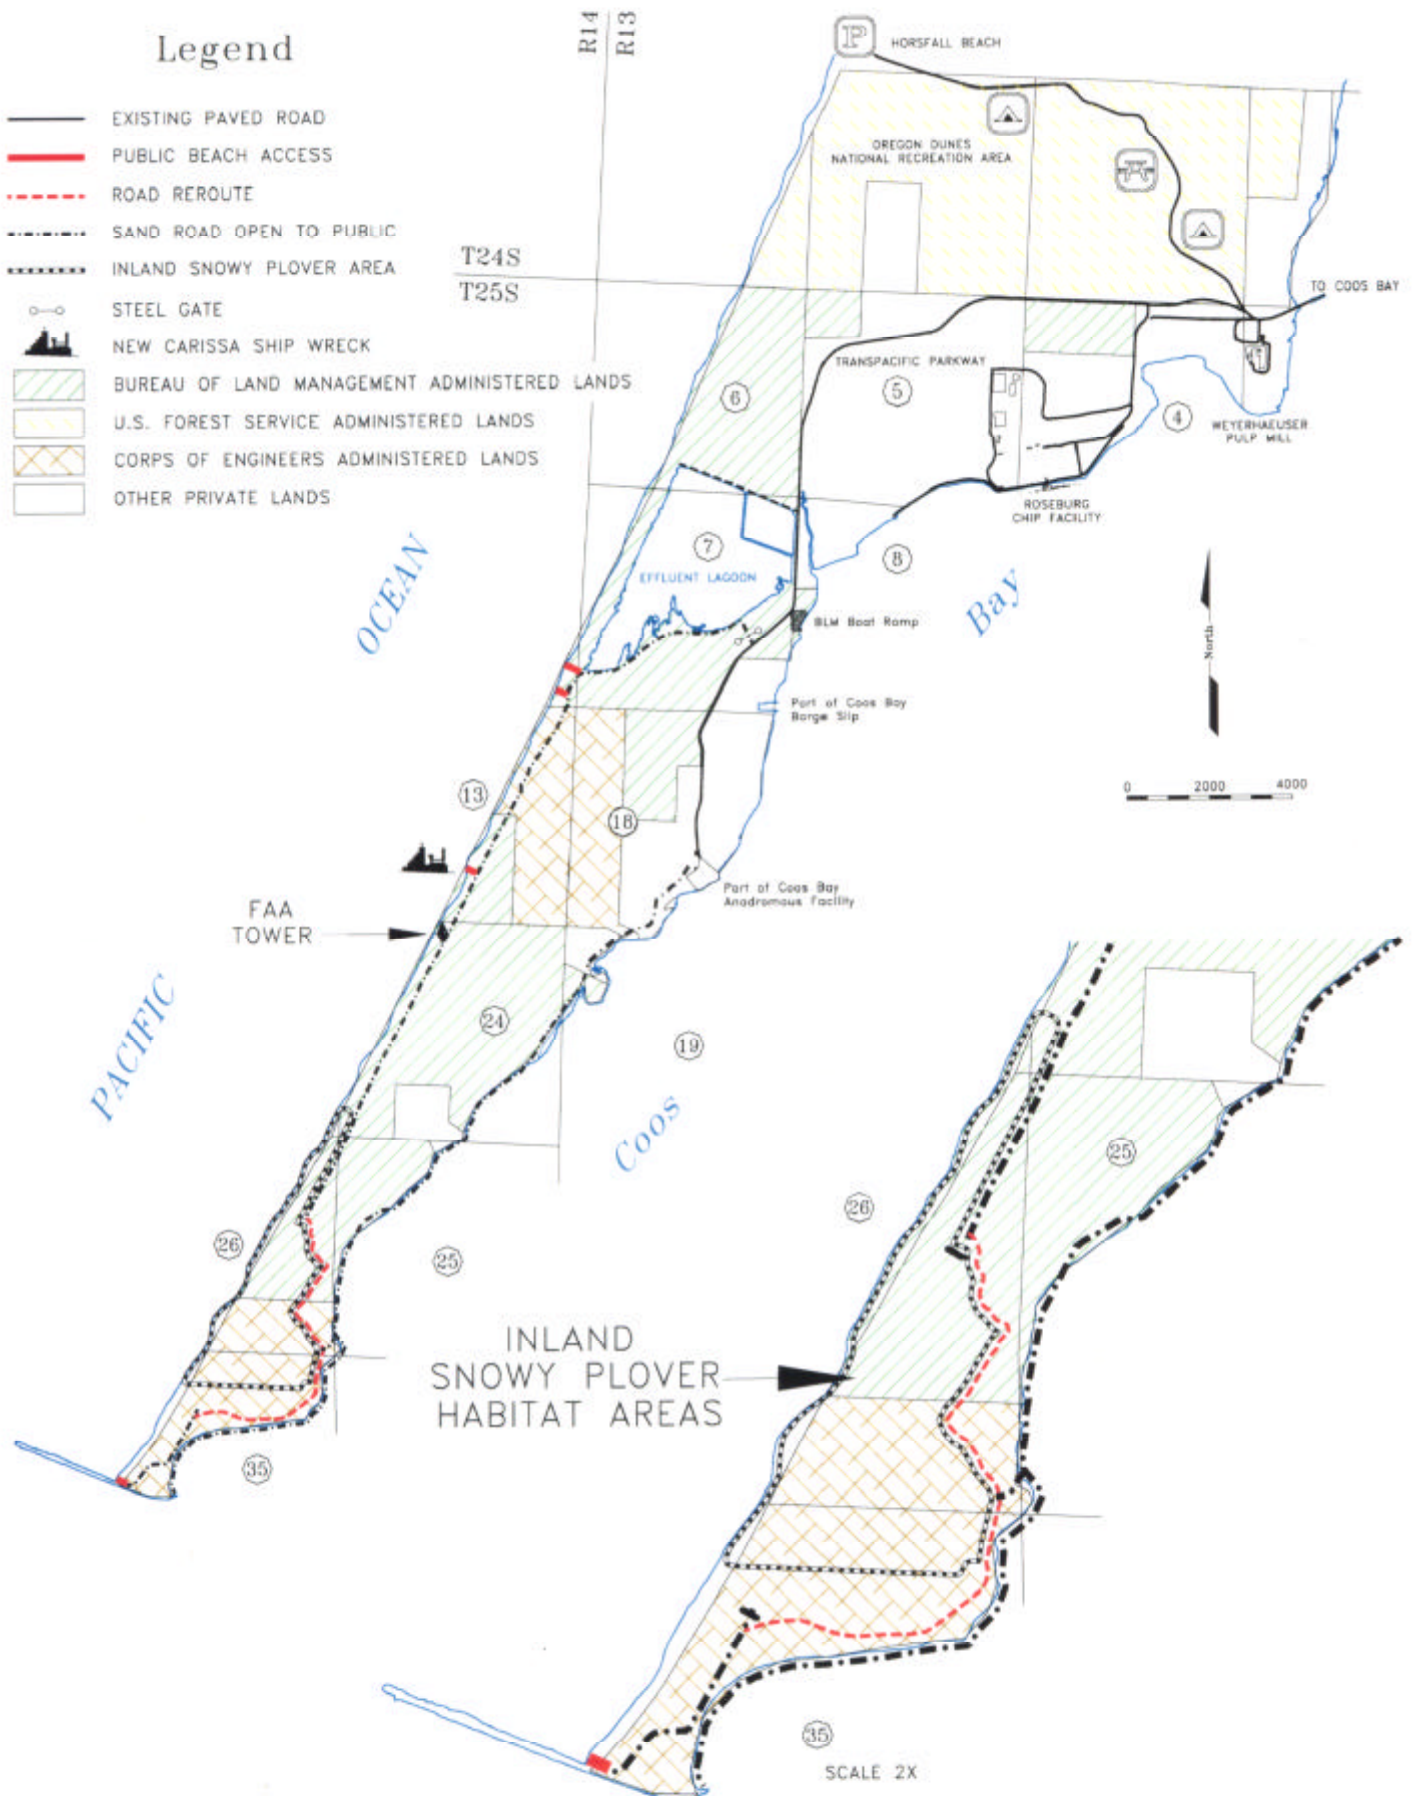 Legend
EXISTING PAVED ROAD
PUBLIC BEACH ACCESS
ROAD REROUTE
SAND ROAD OPEN TO PUBLIC
INLAND SNOWY PLOVER AREA
STEEL GATE
NEW CARISSA SHIP WRECK
BUREAU OF LAND MANAGEMENT ADMINISTERED LANDS
U.S. FOREST SERVICE ADMINISTERED LANDS
CORPS OF ENGINEERS ADMINISTERED LANDS
OTHER PRIVATE LANDS
R14
R13
P
HORSFALL BEACH
OREGON DUNES
NATIONAL RECREATION AREA
T24S
T25S
TO COOS BAY
TRANSPACIFIC PARKWAY
6
5
4
WEYERHAEUSER
PULP MILL
ROSEBURG
CHIP FACILITY
7
8
EFFLUENT LAGOON
OCEAN
Bay
North
BLM Boat Ramp
Port of Coos Bay
Barge Slip
0 2000 4000
13
18
Port of Coos Bay
Anadromous Facility
FAA
TOWER
PACIFIC
24
19
Coos
26
25
35
INLAND
SNOWY PLOVER
HABITAT AREAS
25
26
35
SCALE 2X